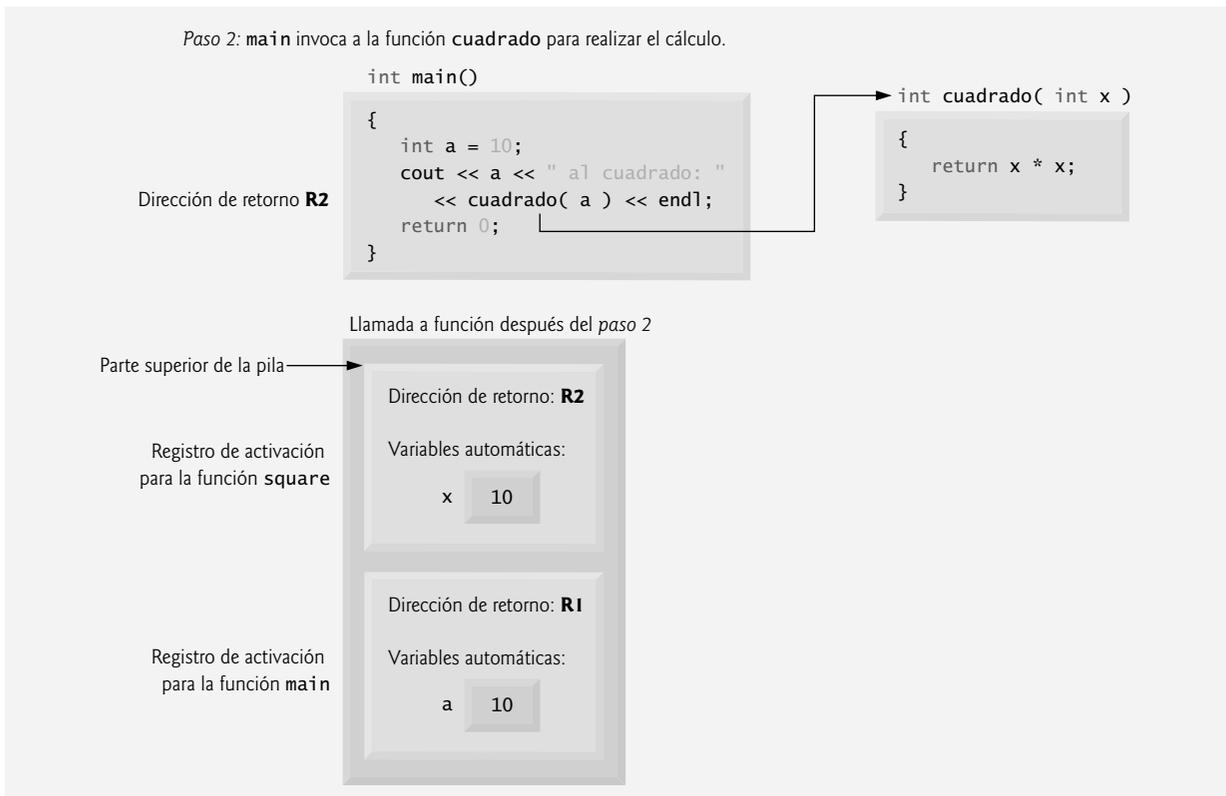 Paso 2: main invoca a la función cuadrado para realizar el cálculo.
int main()
{
int a = 10;
cout << a << " al cuadrado: "
<< cuadrado( a ) << endl;
return 0;
}
Dirección de retorno R2
int cuadrado( int x )
{
return x * x;
}
Llamada a función después del paso 2
Parte superior de la pila
Dirección de retorno: R2
Registro de activación
para la función square
Variables automáticas:
x 10
Dirección de retorno: R1
Registro de activación
para la función main
Variables automáticas:
a 10